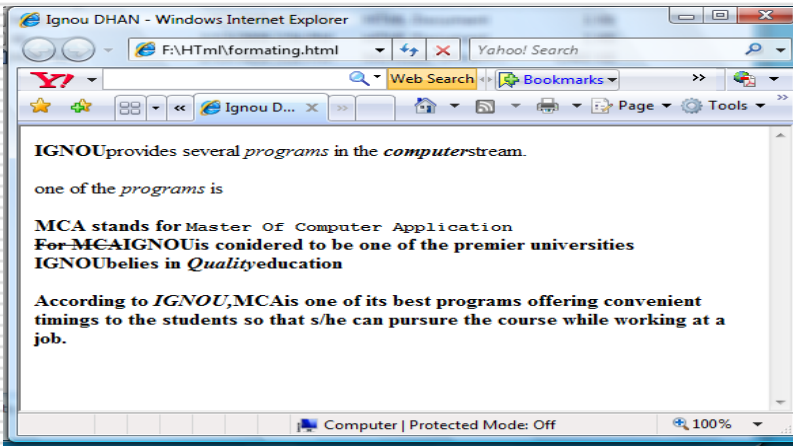 Ignou DHAN - Windows Internet Explorer
F:\HTml\formating.html
Yahoo! Search
Y! Web Search Bookmarks >>
<< Ignou D... Page Tools >>
IGNOUprovides several programs in the computerstream.
one of the programs is
MCA stands for Master Of Computer Application
For MCAIGNOUis conidered to be one of the premier universities
IGNOUbelies in Qualityeducation
According to IGNOU,MCAis one of its best programs offering convenient
timings to the students so that s/he can pursure the course while working at a
job.
Computer | Protected Mode: Off 100%